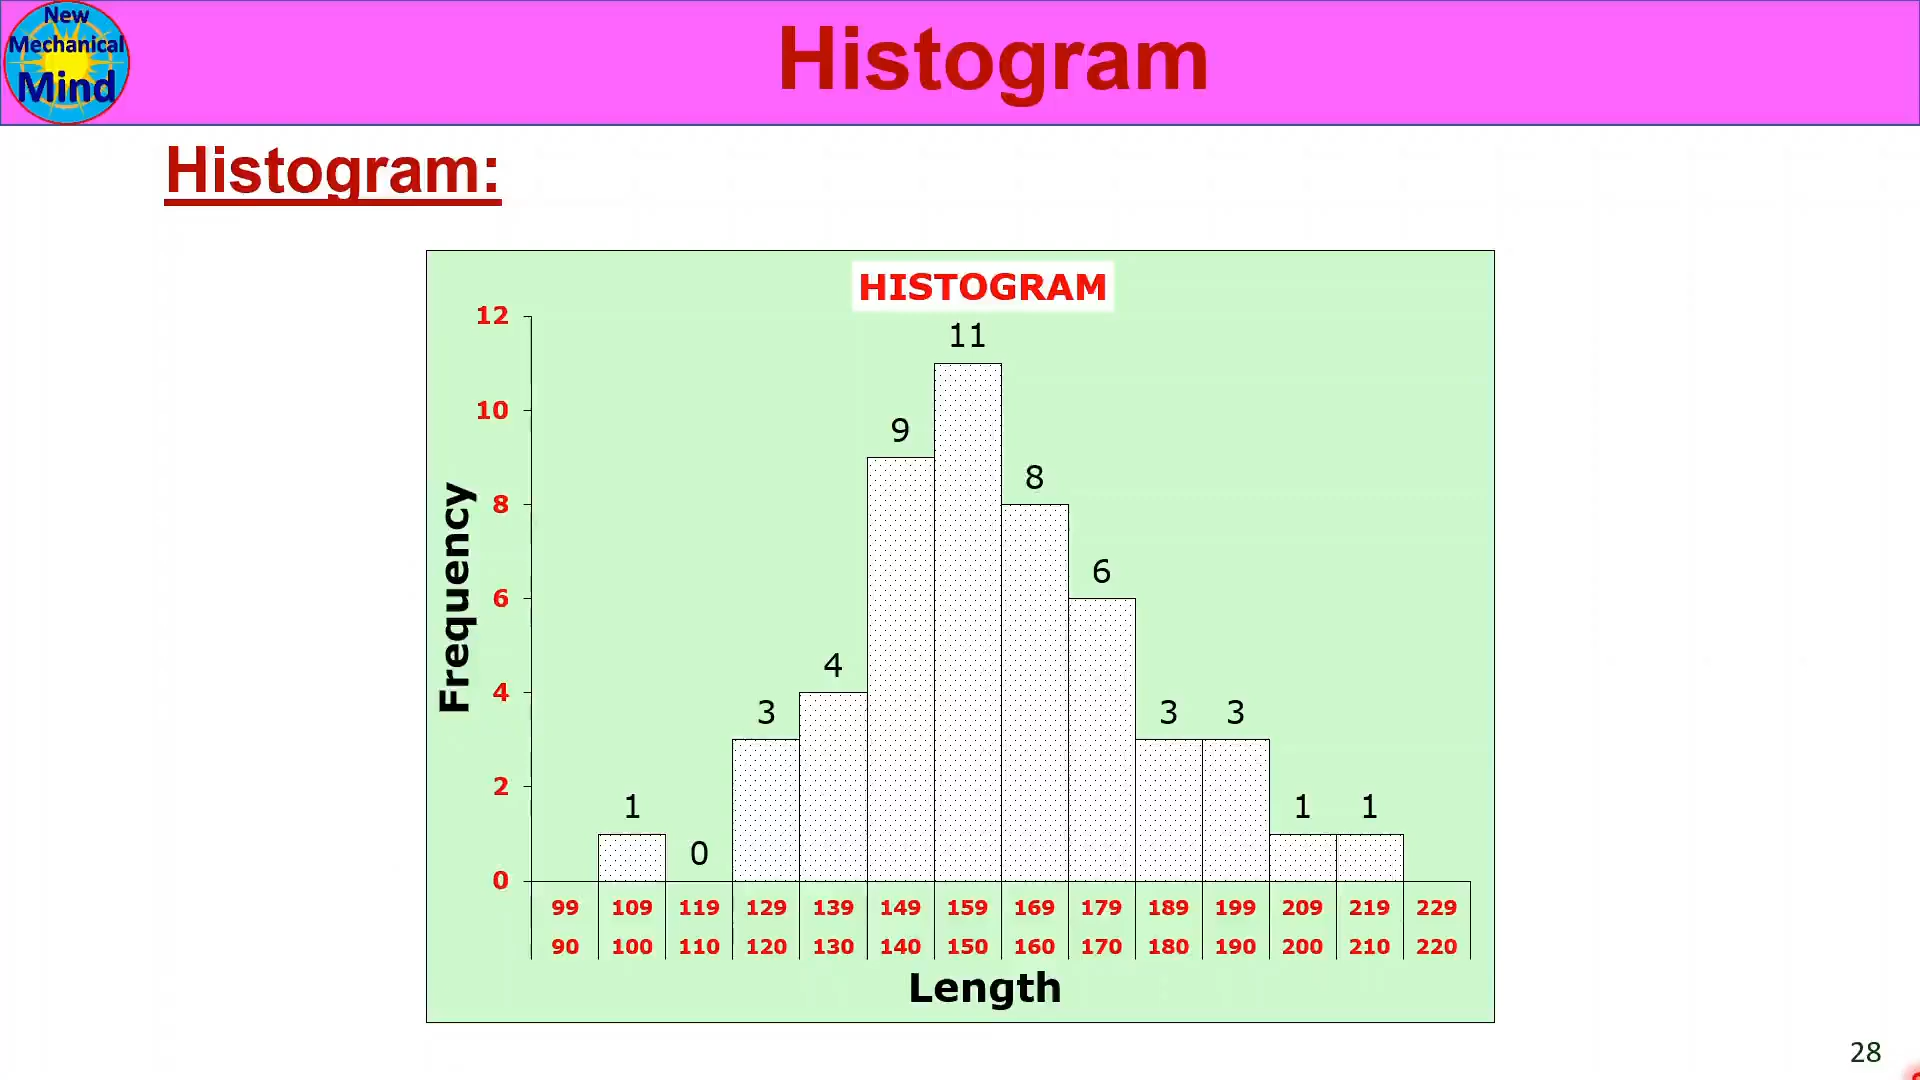 New
Mechanical
Mind
Histogram
Histogram:
HISTOGRAM
12
10
8
6
4
2
0
Frequency
1
0
3
4
9
11
8
6
3
3
1
1
99 109 119 129 139 149 159 169 179 189 199 209 219 229
90 100 110 120 130 140 150 160 170 180 190 200 210 220
Length
28